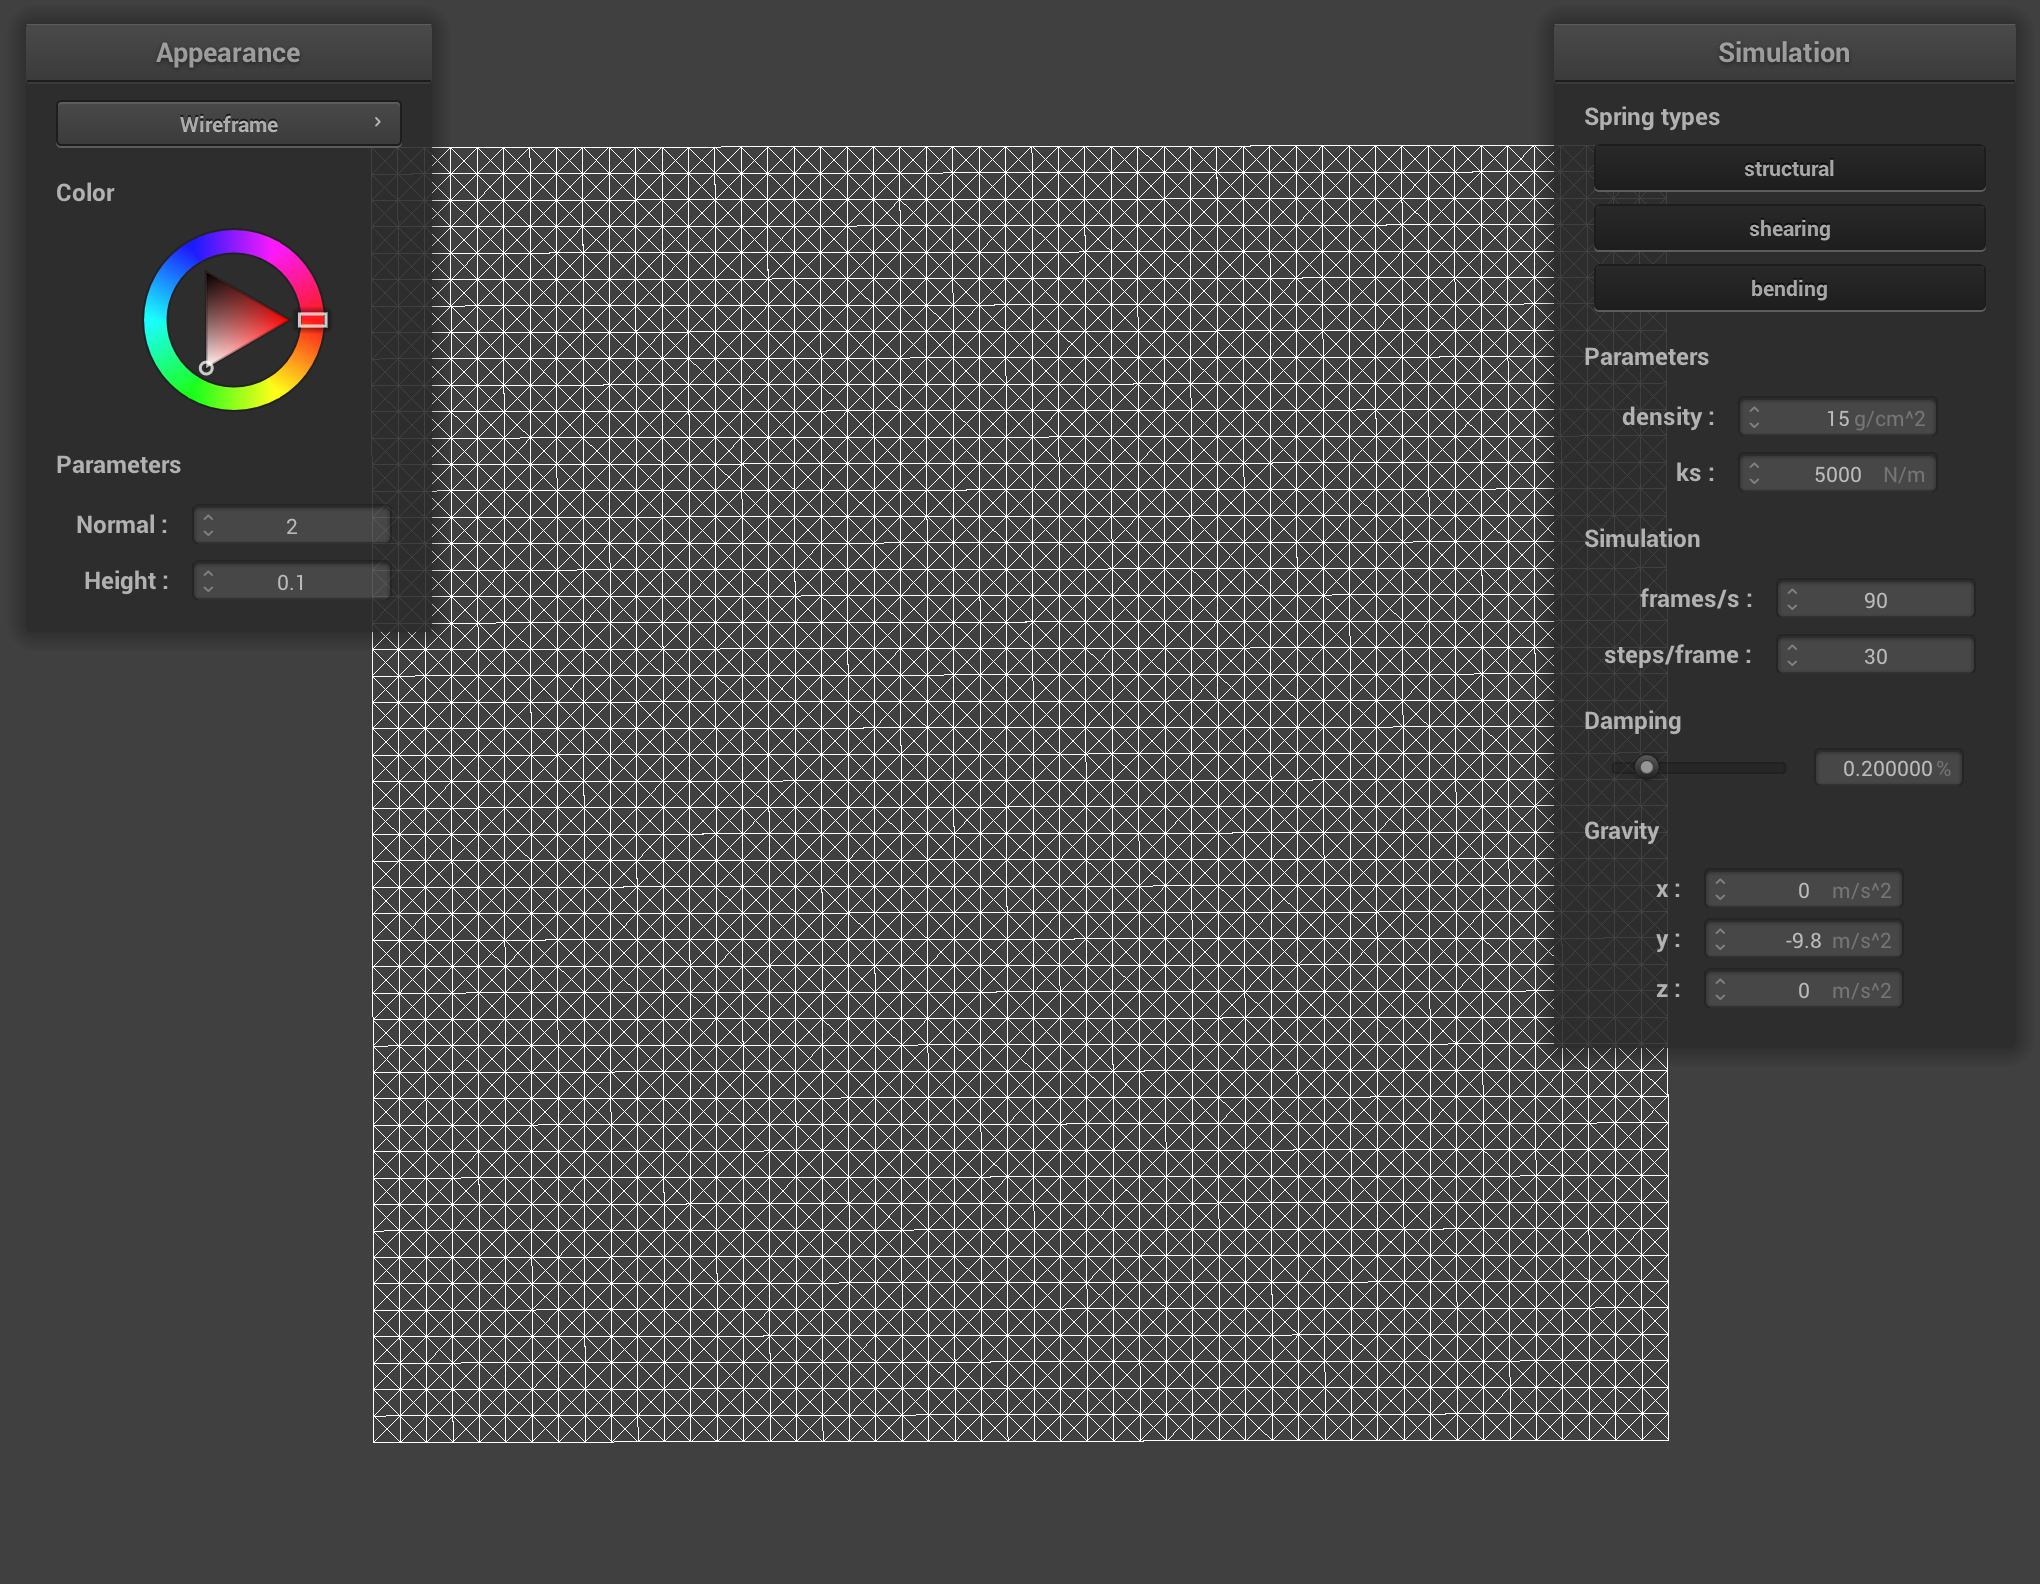 Appearance
Wireframe
Color
Parameters
Normal : 2
Height : 0.1
Simulation
Spring types
structural
shearing
bending
Parameters
density : 15 g/cm^2
ks : 5000 N/m
Simulation
frames/s : 90
steps/frame : 30
Damping
0.200000 %
Gravity
x : 0 m/s^2
y : -9.8 m/s^2
z : 0 m/s^2